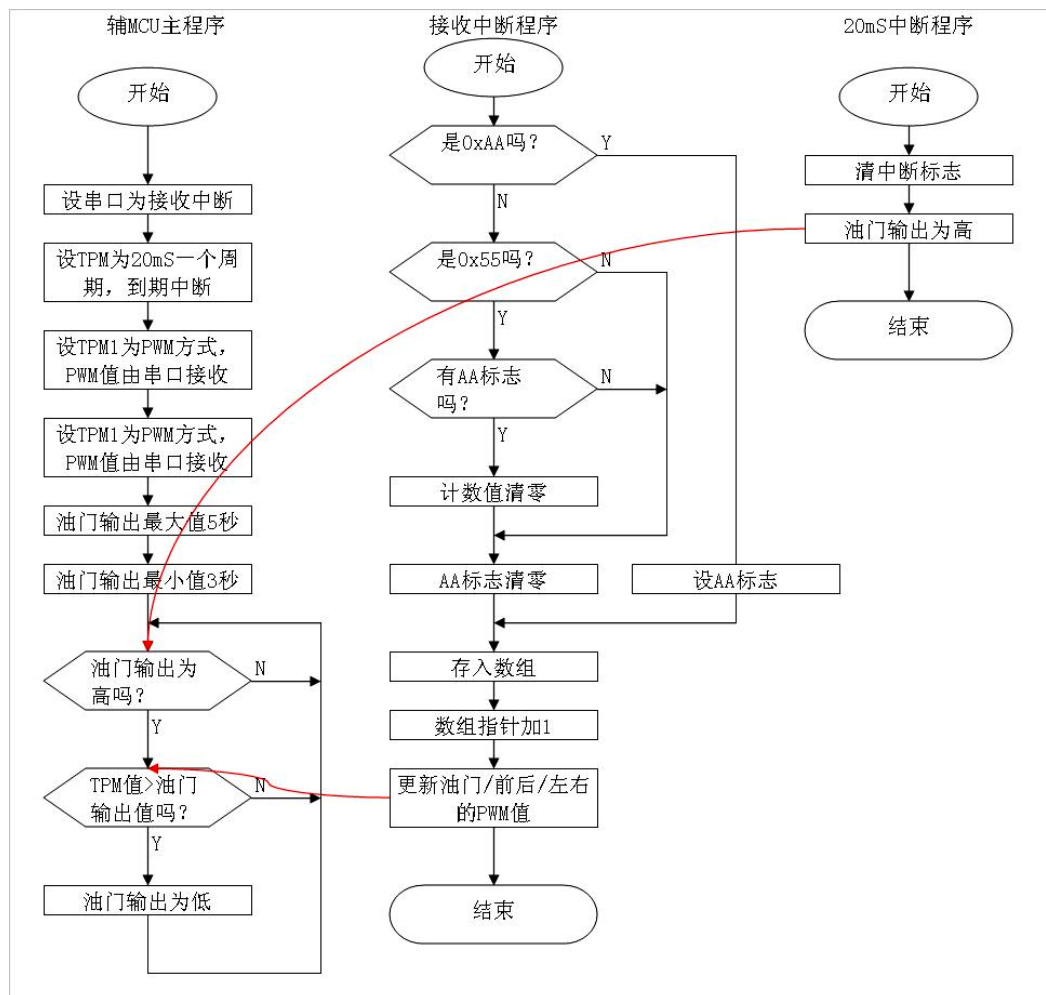 辅MCU主程序
开始
设串口为接收中断
设TPM为20mS一个周
期，到期中断
设TPM1为PWM方式，
PWM值由串口接收
设TPM1为PWM方式，
PWM值由串口接收
油门输出最大值5秒
油门输出最小值3秒
油门输出为
高吗？
N
Y
TPM值>油门
输出值吗？
N
Y
油门输出为低
接收中断程序
开始
是0xAA吗？
Y
N
是0x55吗？
N
Y
有AA标志
吗？
N
Y
计数值清零
AA标志清零
设AA标志
存入数组
数组指针加1
更新油门/前后/左右
的PWM值
结束
20mS中断程序
开始
清中断标志
油门输出为高
结束